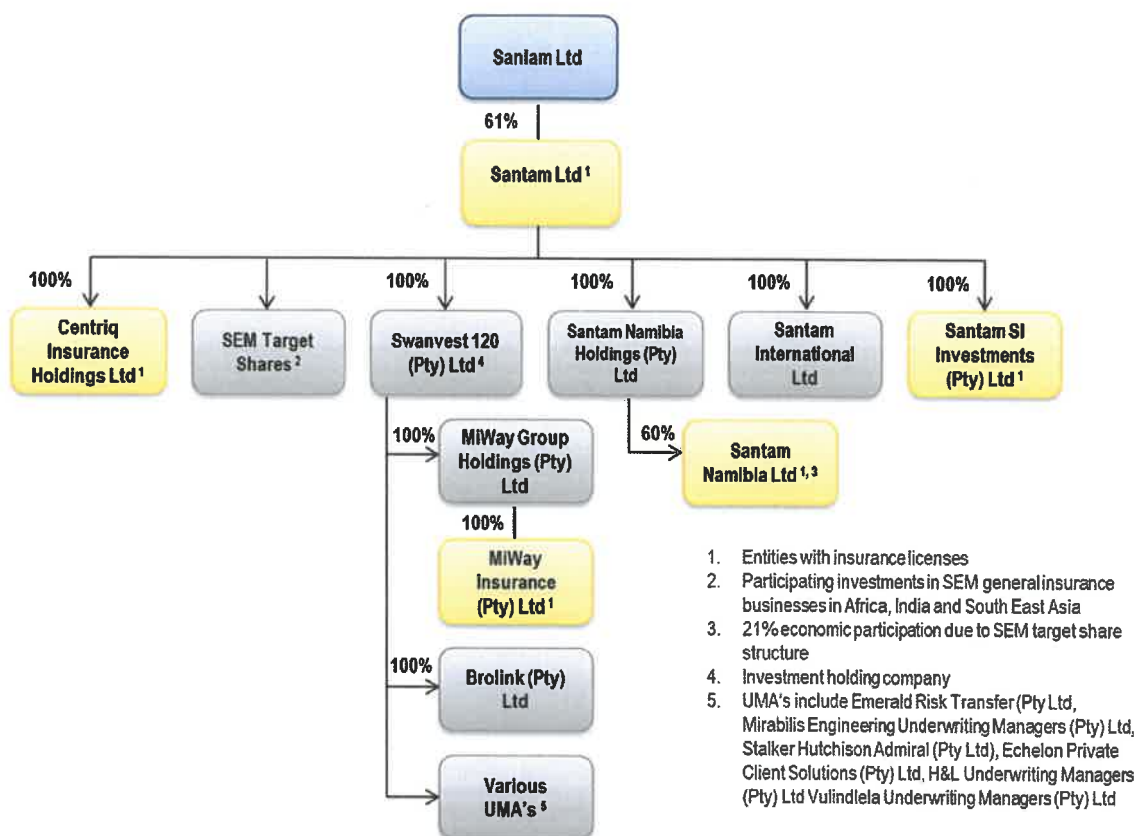 Sanlam Ltd
61%
Santam Ltd 1
100%
100%
100%
100%
100%
Centriq
Insurance
Holdings Ltd 1
SEM Target
Shares 2
Swanvest 120
(Pty) Ltd 4
Santam Namibia
Holdings (Pty)
Ltd
Santam
International
Ltd
Santam SI
Investments
(Pty) Ltd 1
100%
MiWay Group
Holdings (Pty)
Ltd
60%
Santam
Namibia Ltd 1, 3
100%
MiWay
Insurance
(Pty) Ltd 1
100%
Brolink (Pty)
Ltd
Various
UMA's 5
1. Entities with insurance licenses
2. Participating investments in SEM general insurance
businesses in Africa, India and South East Asia
3. 21% economic participation due to SEM target share
structure
4. Investment holding company
5. UMA's include Emerald Risk Transfer (Pty Ltd,
Mirabilis Engineering Underwriting Managers (Pty) Ltd,
Stalker Hutchison Admiral (Pty Ltd), Echelon Private
Client Solutions (Pty) Ltd, H&L Underwriting Managers
(Pty) Ltd Vulindlela Underwriting Managers (Pty) Ltd